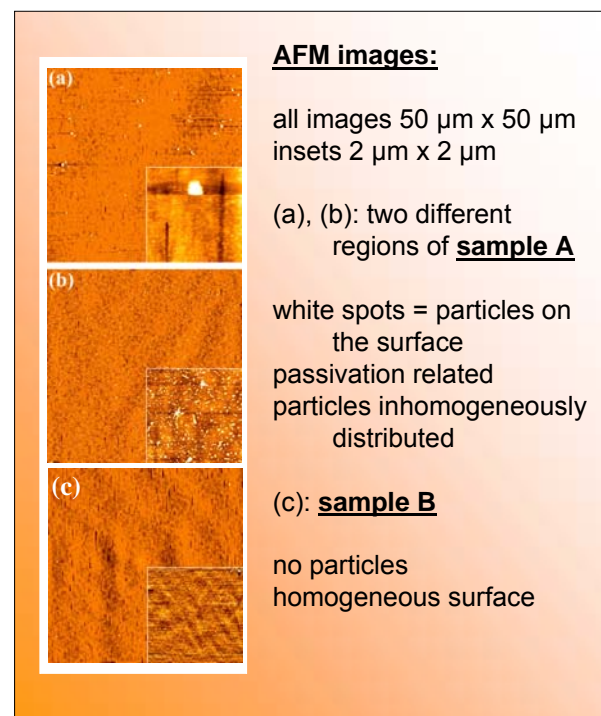 AFM images:
all images 50 µm x 50 µm
insets 2 µm x 2 µm
(a), (b): two different
regions of sample A
white spots = particles on
the surface
passivation related
particles inhomogeneously
distributed
(c): sample B
no particles
homogeneous surface
(a)
(b)
(c)